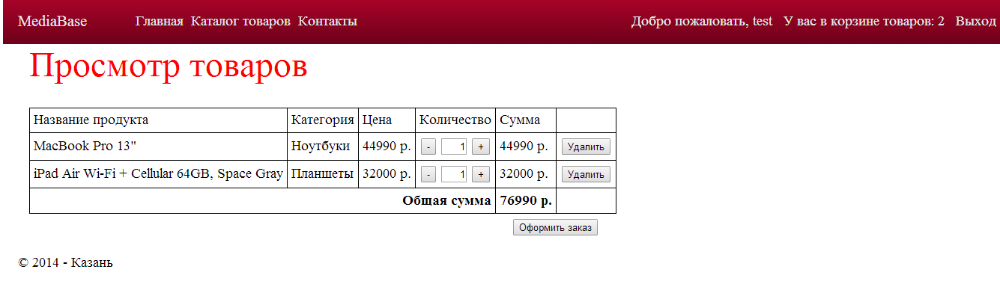 MediaBase Главная Каталог товаров Контакты Добро пожаловать, test У вас в корзине товаров: 2 Выход
Просмотр товаров
Название продукта Категория Цена Количество Сумма
MacBook Pro 13" Ноутбуки 44990 р. - 1 + 44990 р. Удалить
iPad Air Wi-Fi + Cellular 64GB, Space Gray Планшеты 32000 р. - 1 + 32000 р. Удалить
Общая сумма 76990 р.
Оформить заказ
© 2014 - Казань